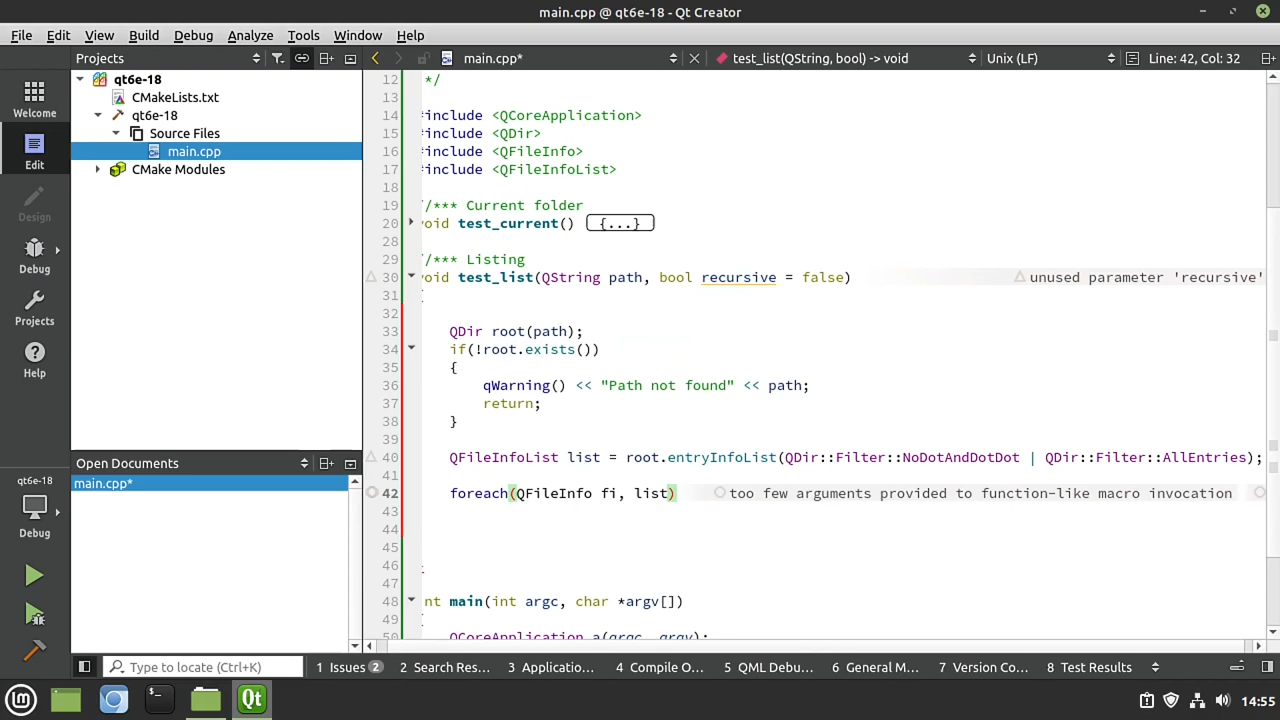 main.cpp @ qt6e-18 - Qt Creator
File Edit View Build Debug Analyze Tools Window Help
Projects
main.cpp*
test_list(QString, bool) -> void
Unix (LF)
Line: 42, Col: 32
Welcome
Edit
Design
Debug
Projects
Help
qt6e-18
Debug
qt6e-18
CMakeLists.txt
qt6e-18
Source Files
main.cpp
CMake Modules
Open Documents
main.cpp*
12 */
13
14 #include <QCoreApplication>
15 #include <QDir>
16 #include <QFileInfo>
17 #include <QFileInfoList>
18
19 //*** Current folder
20 void test_current() {...}
28
29 //*** Listing
30 void test_list(QString path, bool recursive = false) unused parameter 'recursive'
31 {
32
33 QDir root(path);
34 if(!root.exists())
35 {
36 qWarning() << "Path not found" << path;
37 return;
38 }
39
40 QFileInfoList list = root.entryInfoList(QDir::Filter::NoDotAndDotDot | QDir::Filter::AllEntries);
41
42 foreach(QFileInfo fi, list) too few arguments provided to function-like macro invocation
43
44
45
46 }
47
48 int main(int argc, char *argv[])
49 {
50 QCoreApplication a(argc, argv);
Type to locate (Ctrl+K)
1 Issues 2
2 Search Res...
3 Applicatio...
4 Compile O...
5 QML Debu...
6 General M...
7 Version Co...
8 Test Results
14:55